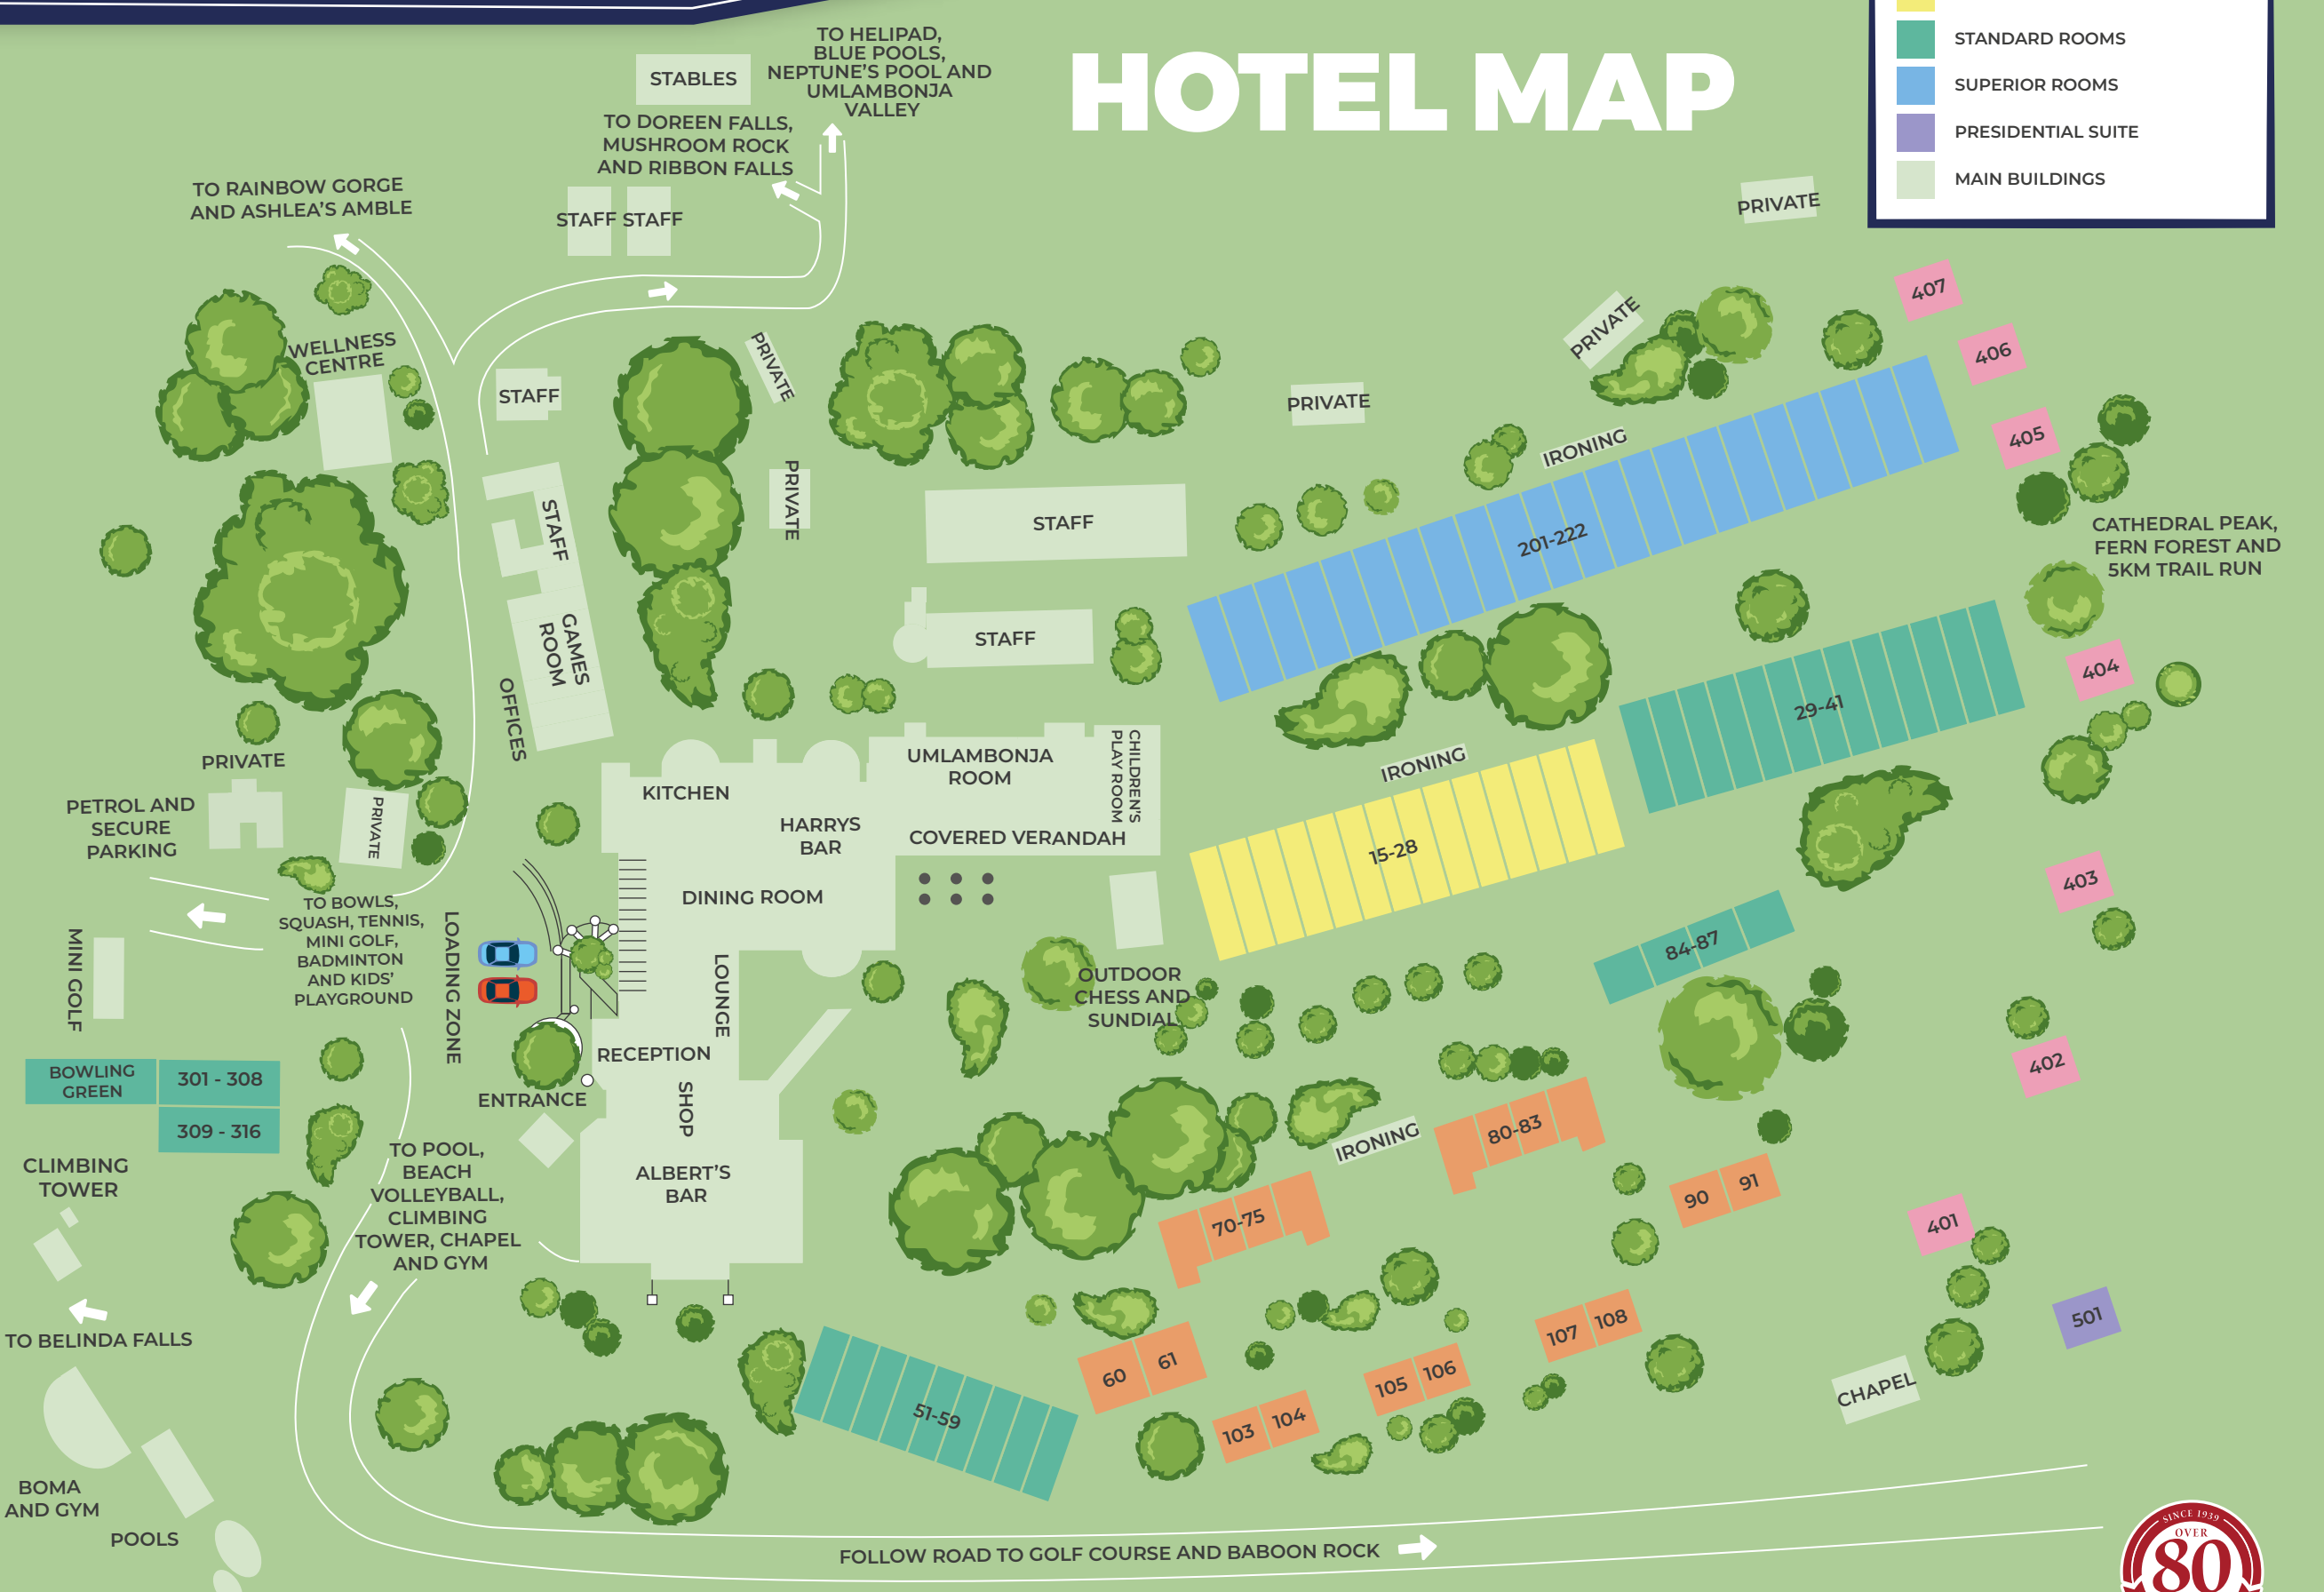 HOTEL MAP
STANDARD ROOMS
SUPERIOR ROOMS
PRESIDENTIAL SUITE
MAIN BUILDINGS
TO HELIPAD,
BLUE POOLS,
NEPTUNE'S POOL AND
UMLAMBONJA
VALLEY
STABLES
TO DOREEN FALLS,
MUSHROOM ROCK
AND RIBBON FALLS
TO RAINBOW GORGE
AND ASHLEA'S AMBLE
STAFF
STAFF
PRIVATE
WELLNESS
CENTRE
STAFF
PRIVATE
PRIVATE
PRIVATE
407
406
405
IRONING
PRIVATE
STAFF
STAFF
201-222
CATHEDRAL PEAK,
FERN FOREST AND
5KM TRAIL RUN
GAMES
ROOM
STAFF
404
29-41
OFFICES
PRIVATE
PRIVATE
PETROL AND
SECURE
PARKING
KITCHEN
UMLAMBONJA
ROOM
CHILDREN'S
PLAY ROOM
IRONING
HARRYS
BAR
COVERED VERANDAH
15-28
403
DINING ROOM
TO BOWLS,
SQUASH, TENNIS,
MINI GOLF,
BADMINTON
AND KIDS'
PLAYGROUND
LOADING ZONE
MINI GOLF
LOUNGE
84-87
OUTDOOR
CHESS AND
SUNDIAL
RECEPTION
402
BOWLING
GREEN
301 - 308
309 - 316
ENTRANCE
SHOP
IRONING
80-83
CLIMBING
TOWER
TO POOL,
BEACH
VOLLEYBALL,
CLIMBING
TOWER, CHAPEL
AND GYM
ALBERT'S
BAR
70-75
90
91
401
501
TO BELINDA FALLS
107
108
60
61
105
106
CHAPEL
51-59
103
104
BOMA
AND GYM
POOLS
FOLLOW ROAD TO GOLF COURSE AND BABOON ROCK
SINCE 1939
OVER
80